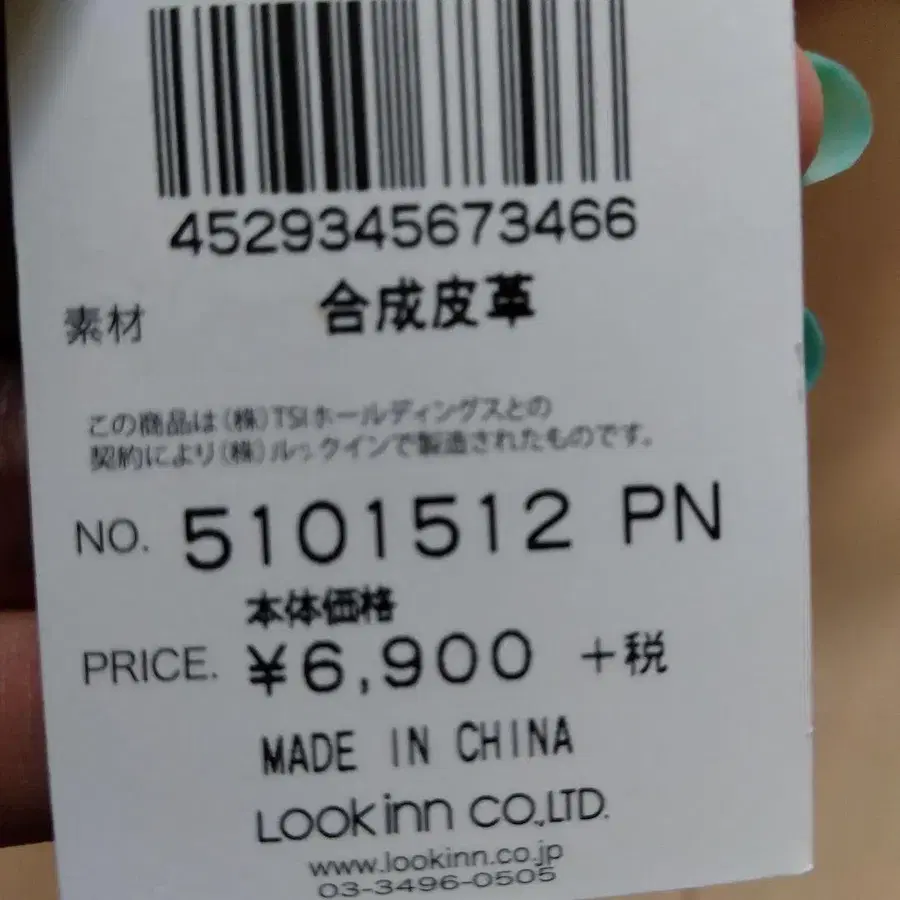 4529345673466
素材 合成皮革
この商品は(株)TSIホールディングスとの
契約により(株)ルックインで製造されたものです。
NO. 5101512 PN
本体価格
PRICE. ¥6,900 +税
MADE IN CHINA
LOOKinn CO.,LTD.
www.lookinn.co.jp
03-3496-0505